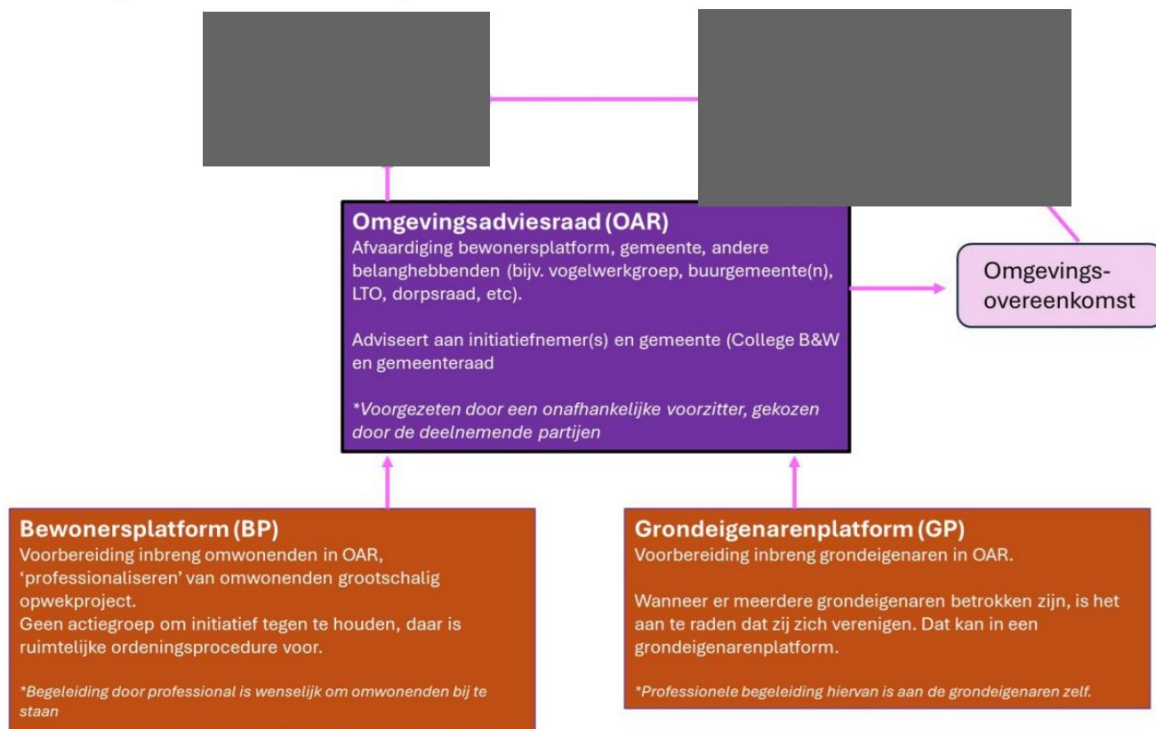 Omgevingsadviesraad (OAR)
Afvaardiging bewonersplatform, gemeente, andere
belanghebbenden (bijv. vogelwerkgroep, buurgemeente(n),
LTO, dorpsraad, etc).
Adviseert aan initiatiefnemer(s) en gemeente (College B&W
en gemeenteraad
*Voorgezeten door een onafhankelijke voorzitter, gekozen
door de deelnemende partijen
Omgevings-
overeenkomst
Bewonersplatform (BP)
Voorbereiding inbreng omwonenden in OAR,
‘professionaliseren’ van omwonenden grootschalig
opwekproject.
Geen actiegroep om initiatief tegen te houden, daar is
ruimtelijke ordeningsprocedure voor.
*Begeleiding door professional is wenselijk om omwonenden bij te
staan
Grondeigenarenplatform (GP)
Voorbereiding inbreng grondeigenaren in OAR.
Wanneer er meerdere grondeigenaren betrokken zijn, is het
aan te raden dat zij zich verenigen. Dat kan in een
grondeigenarenplatform.
*Professionele begeleiding hiervan is aan de grondeigenaren zelf.